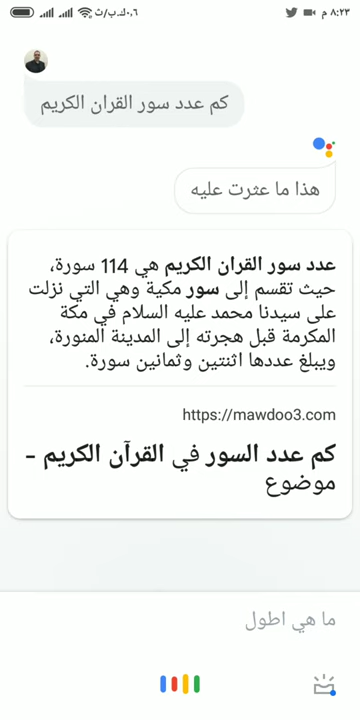 ٠,٦ك.ب/ث ٨:٢٣ م
كم عدد سور القران الكريم
هذا ما عثرت عليه
عدد سور القران الكريم هي 114 سورة،
حيث تقسم إلى سور مكية وهي التي نزلت
على سيدنا محمد عليه السلام في مكة
المكرمة قبل هجرته إلى المدينة المنورة،
ويبلغ عددها اثنتين وثمانين سورة.
https://mawdoo3.com
كم عدد السور في القرآن الكريم -
موضوع
ما هي اطول